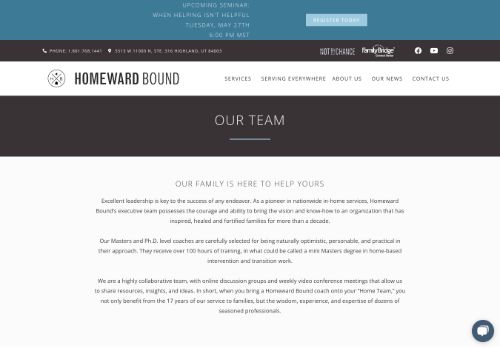 UPCOMING SEMINAR:
WHEN HELPING ISN'T HELPFUL
TUESDAY, MAY 27TH
6:00 PM MST
REGISTER TODAY
PHONE: 1.801.768.1441
5513 W 11000 N, STE. 316 HIGHLAND, UT 84003
NOT BY CHANCE
FamilyBridge
HOMEWARD BOUND
SERVICES
SERVING EVERYWHERE
ABOUT US
OUR NEWS
CONTACT US
OUR TEAM
OUR FAMILY IS HERE TO HELP YOURS
Excellent leadership is key to the success of any endeavor. As a pioneer in nationwide in-home services, Homeward
Bound's executive team possesses the courage and ability to bring the vision and know-how to an organization that has
inspired, healed and fortified families for more than a decade.
Our Masters and Ph.D. level coaches are carefully selected for being naturally optimistic, personable, and practical in
their approach. They receive over 100 hours of training, in what could be called a mini Masters degree in home-based
intervention and transition work.
We are a highly collaborative team, with online discussion groups and weekly video conference meetings that allow us
to share resources, insights, and ideas. In short, when you bring a Homeward Bound coach onto your "Home Team," you
not only benefit from the 17 years of our service to families, but the wisdom, experience, and expertise of dozens of
seasoned professionals.